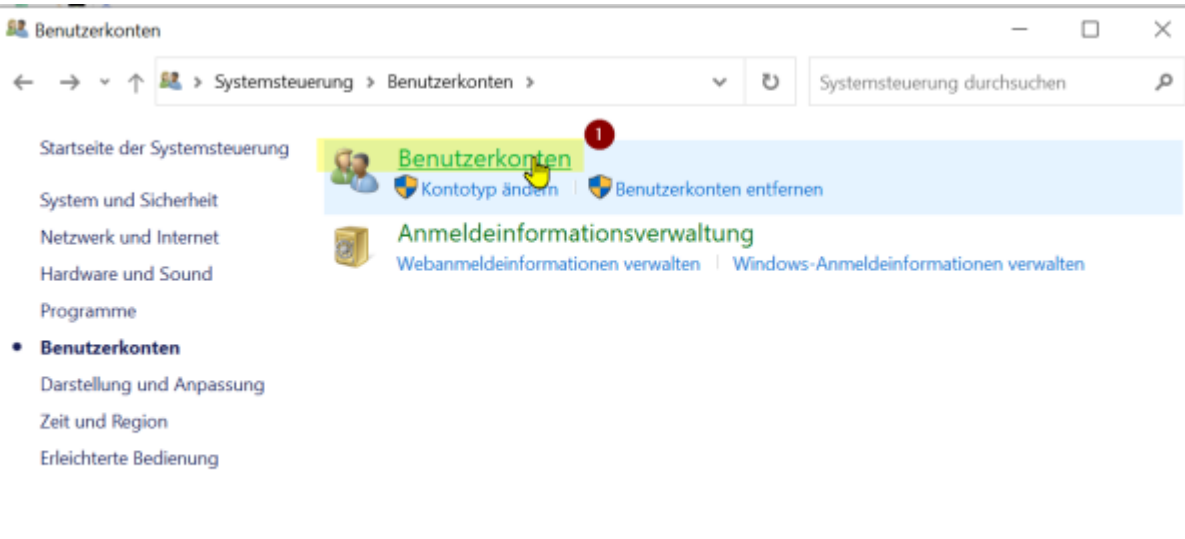 Benutzerkonten
Systemsteuerung > Benutzerkonten >
Systemsteuerung durchsuchen
Startseite der Systemsteuerung
System und Sicherheit
Netzwerk und Internet
Hardware und Sound
Programme
Benutzerkonten
Darstellung und Anpassung
Zeit und Region
Erleichterte Bedienung
1
Benutzerkonten
Kontotyp ändern
Benutzerkonten entfernen
Anmeldeinformationsverwaltung
Webanmeldeinformationen verwalten
Windows-Anmeldeinformationen verwalten